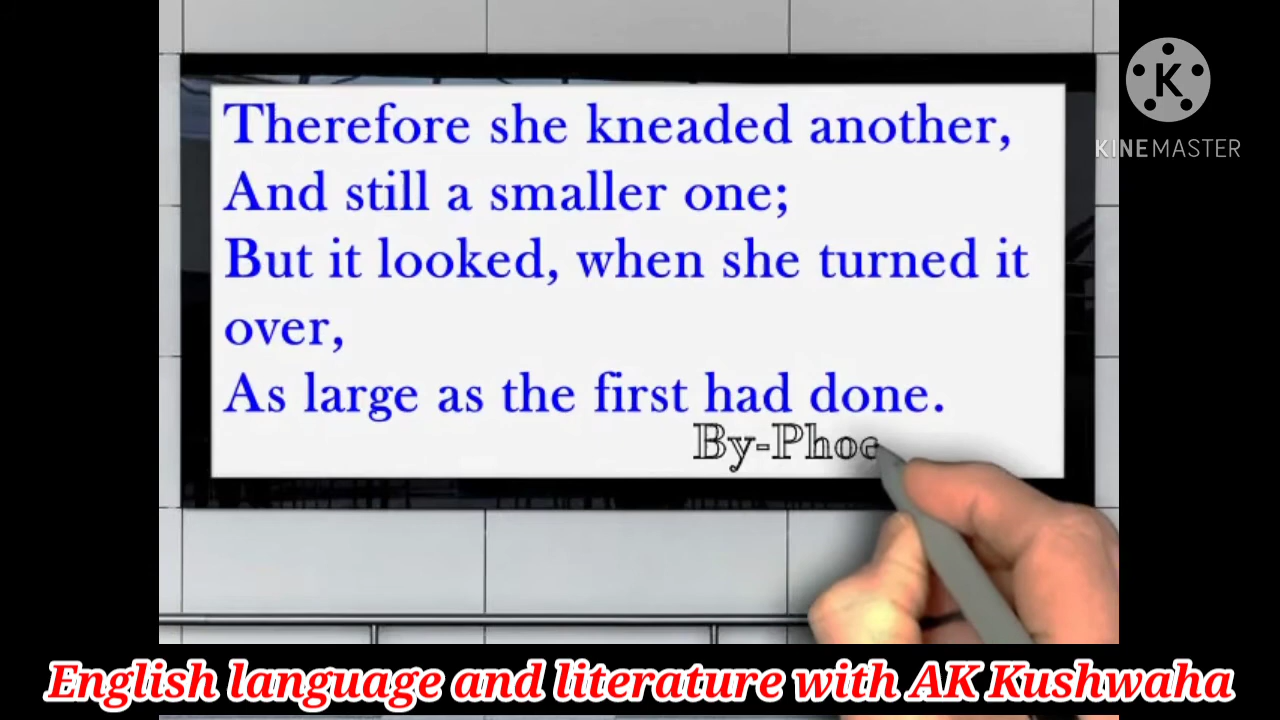 Therefore she kneaded another,
And still a smaller one;
But it looked, when she turned it
over,
As large as the first had done.
By-Phoe
K
KINEMASTER
English language and literature with AK Kushwaha